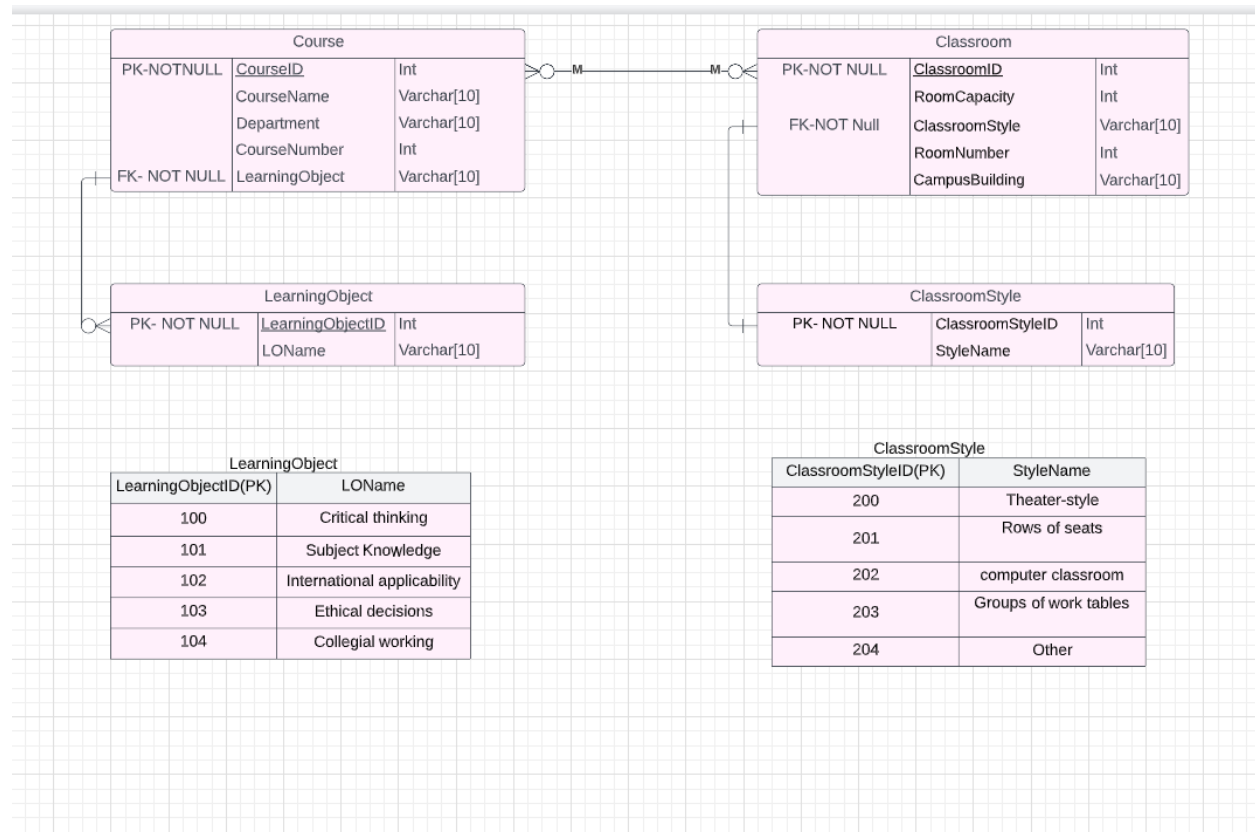 Course
PK-NOTNULL CourseID Int
CourseName Varchar[10]
Department Varchar[10]
CourseNumber Int
FK- NOT NULL LearningObject Varchar[10]
M M
Classroom
PK-NOT NULL ClassroomID Int
RoomCapacity Int
FK-NOT Null ClassroomStyle Varchar[10]
RoomNumber Int
CampusBuilding Varchar[10]
LearningObject
PK- NOT NULL LearningObjectID Int
LOName Varchar[10]
ClassroomStyle
PK- NOT NULL ClassroomStyleID Int
StyleName Varchar[10]
LearningObject
LearningObjectID(PK) LOName
100 Critical thinking
101 Subject Knowledge
102 International applicability
103 Ethical decisions
104 Collegial working
ClassroomStyle
ClassroomStyleID(PK) StyleName
200 Theater-style
201 Rows of seats
202 computer classroom
203 Groups of work tables
204 Other